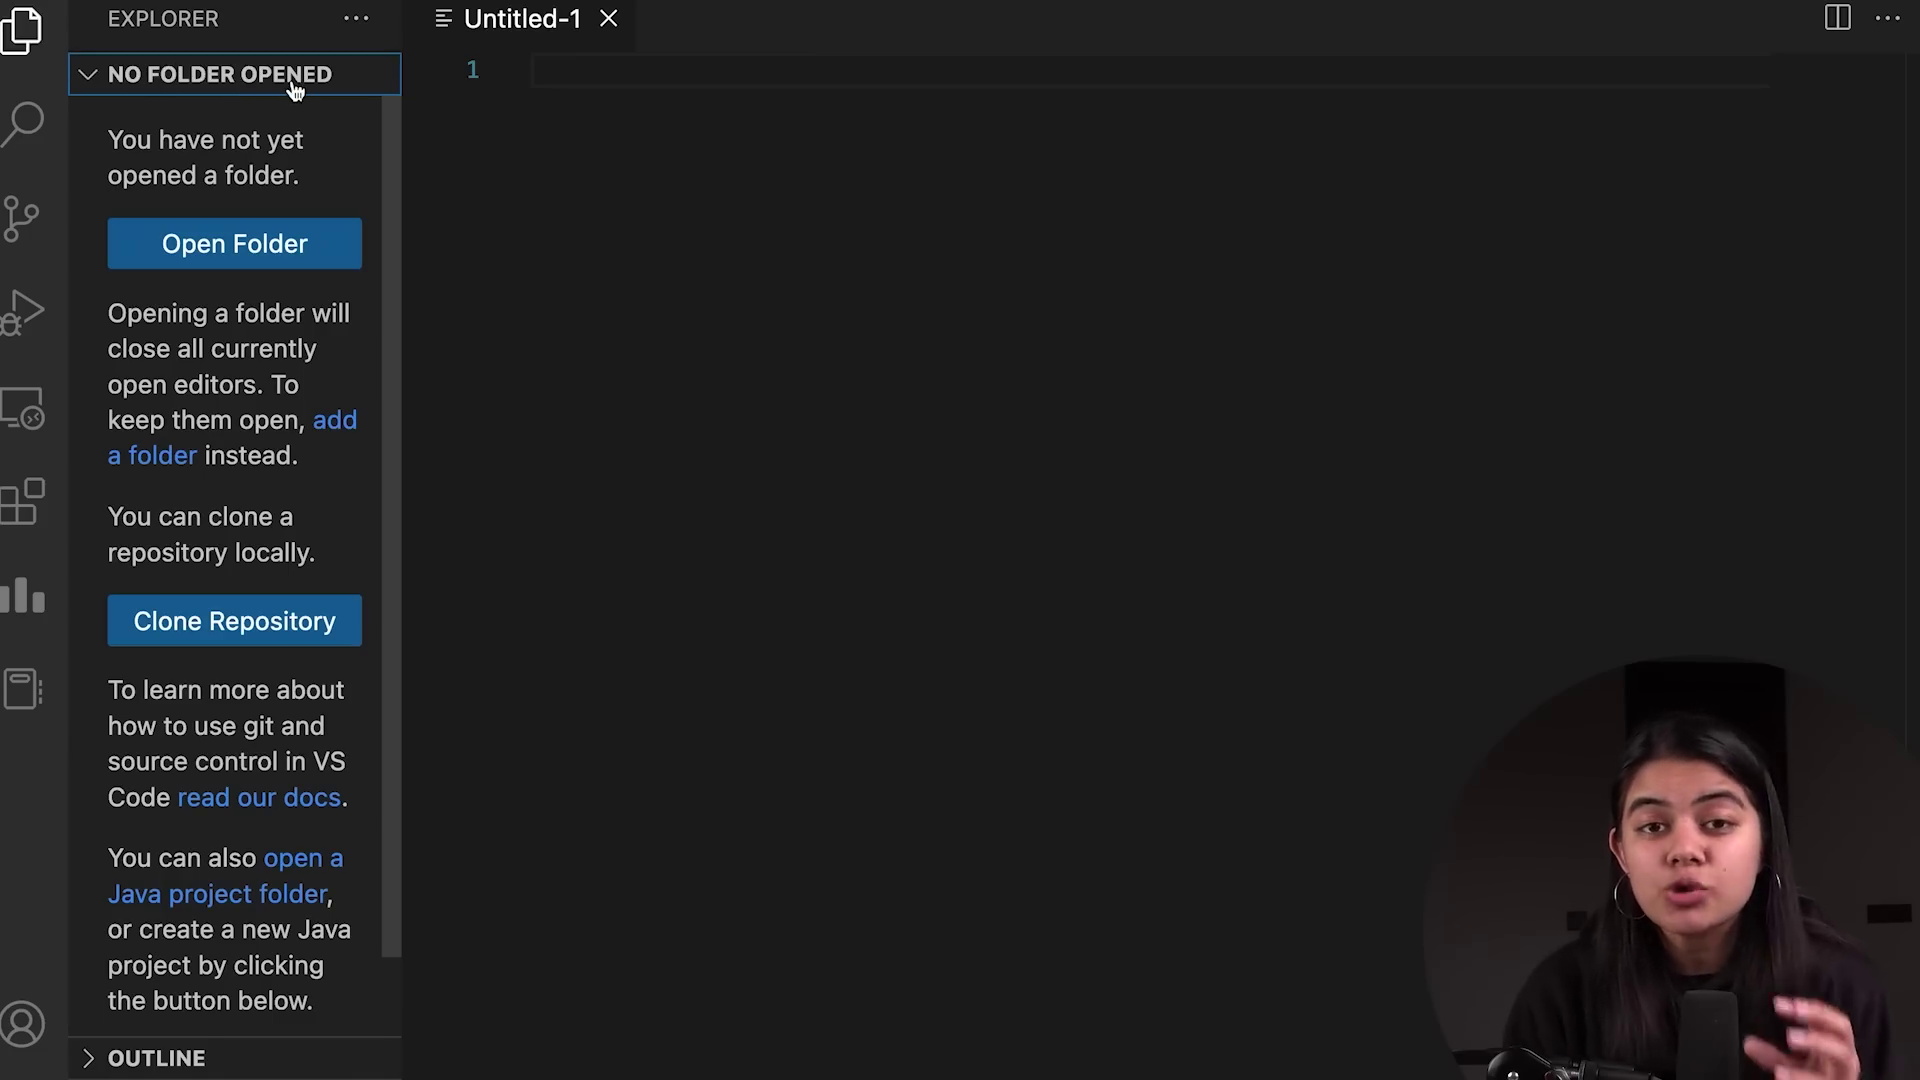 EXPLORER
Untitled-1
NO FOLDER OPENED
1
You have not yet
opened a folder.
Open Folder
Opening a folder will
close all currently
open editors. To
keep them open, add
a folder instead.
You can clone a
repository locally.
Clone Repository
To learn more about
how to use git and
source control in VS
Code read our docs.
You can also open a
Java project folder,
or create a new Java
project by clicking
the button below.
OUTLINE